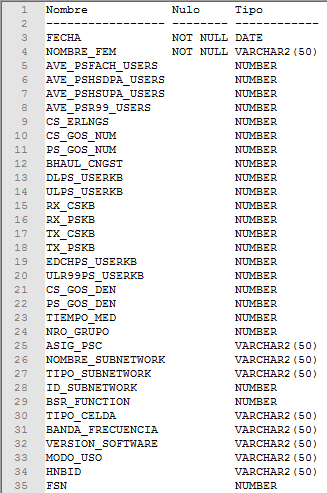 1 Nombre Nulo Tipo
2 ----------------- -------- ------------
3 FECHA NOT NULL DATE
4 NOMBRE_FEM NOT NULL VARCHAR2(50)
5 AVE_PSFACH_USERS NUMBER
6 AVE_PSHSDPA_USERS NUMBER
7 AVE_PSHSUPA_USERS NUMBER
8 AVE_PSR99_USERS NUMBER
9 CS_ERLNGS NUMBER
10 CS_GOS_NUM NUMBER
11 PS_GOS_NUM NUMBER
12 BHAUL_CNGST NUMBER
13 DLPS_USERKB NUMBER
14 ULPS_USERKB NUMBER
15 RX_CSKB NUMBER
16 RX_PSKB NUMBER
17 TX_CSKB NUMBER
18 TX_PSKB NUMBER
19 EDCHPS_USERKB NUMBER
20 ULR99PS_USERKB NUMBER
21 CS_GOS_DEN NUMBER
22 PS_GOS_DEN NUMBER
23 TIEMPO_MED NUMBER
24 NRO_GRUPO NUMBER
25 ASIG_PSC VARCHAR2(50)
26 NOMBRE_SUBNETWORK VARCHAR2(50)
27 TIPO_SUBNETWORK VARCHAR2(50)
28 ID_SUBNETWORK NUMBER
29 BSR_FUNCTION NUMBER
30 TIPO_CELDA VARCHAR2(50)
31 BANDA_FRECUENCIA VARCHAR2(50)
32 VERSION_SOFTWARE VARCHAR2(50)
33 MODO_USO VARCHAR2(50)
34 HNBID VARCHAR2(50)
35 FSN NUMBER